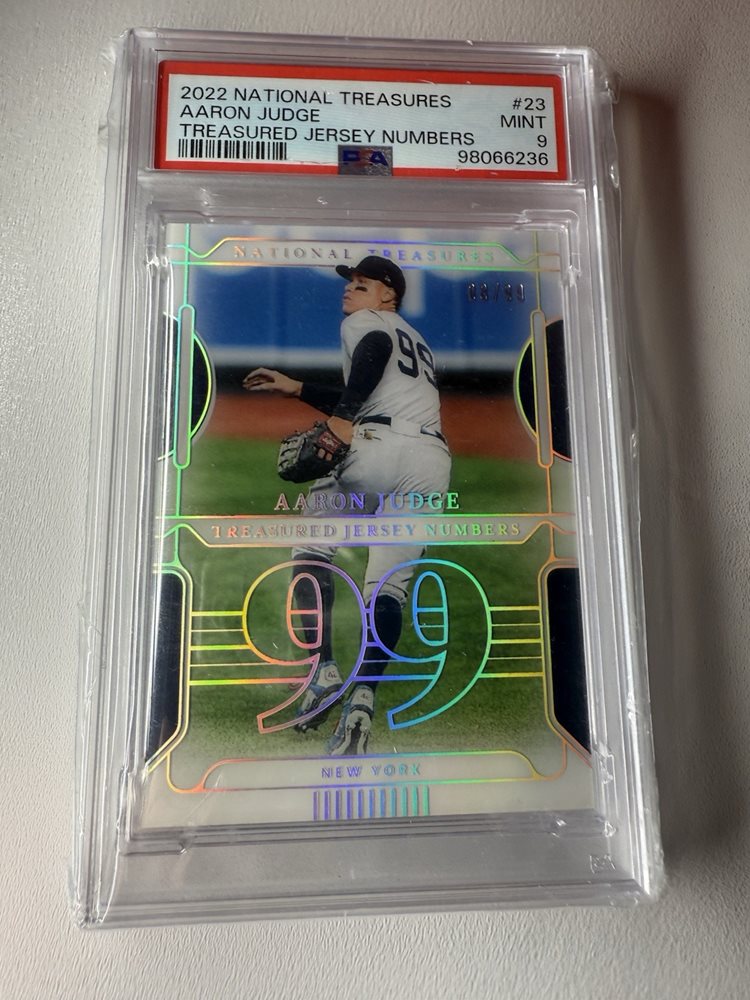 2022 NATIONAL TREASURES #23
AARON JUDGE MINT
TREASURED JERSEY NUMBERS 9
PSA 98066236
NATIONAL TREASURES
99
AARON JUDGE
TREASURED JERSEY NUMBERS
99
NEW YORK